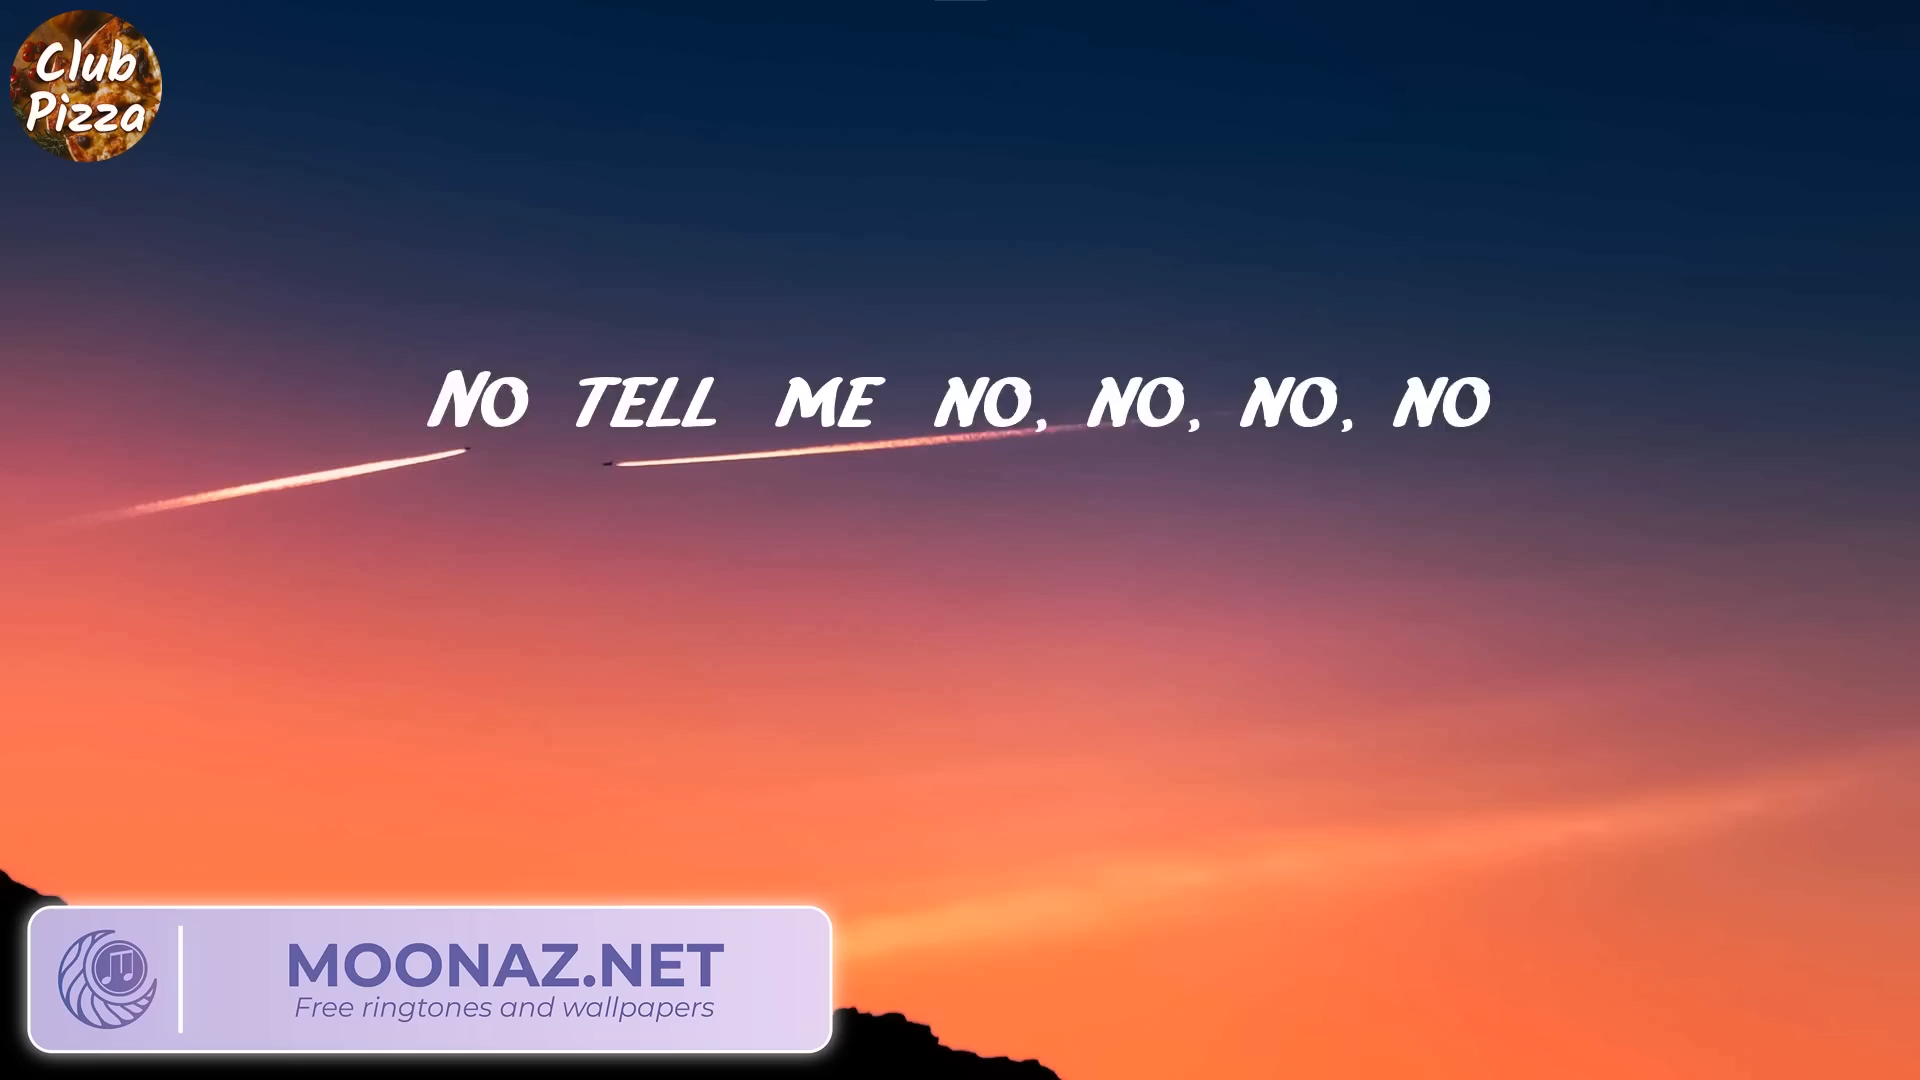 Club
Pizza
NO TELL ME NO, NO, NO, NO
MOONAZ.NET
Free ringtones and wallpapers